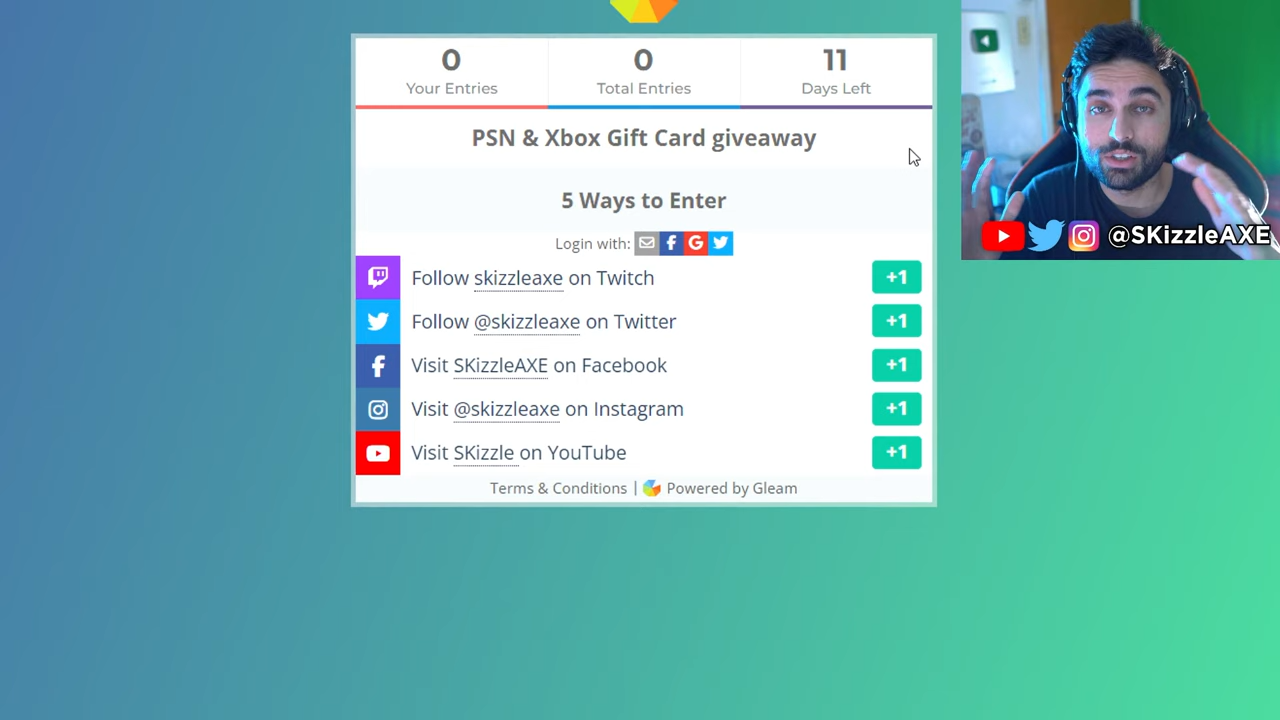 0
Your Entries
0
Total Entries
11
Days Left
PSN & Xbox Gift Card giveaway
5 Ways to Enter
Login with:
Follow skizzleaxe on Twitch
+1
Follow @skizzleaxe on Twitter
+1
Visit SKizzleAXE on Facebook
+1
Visit @skizzleaxe on Instagram
+1
Visit SKizzle on YouTube
+1
Terms & Conditions | Powered by Gleam
@SKizzleAXE